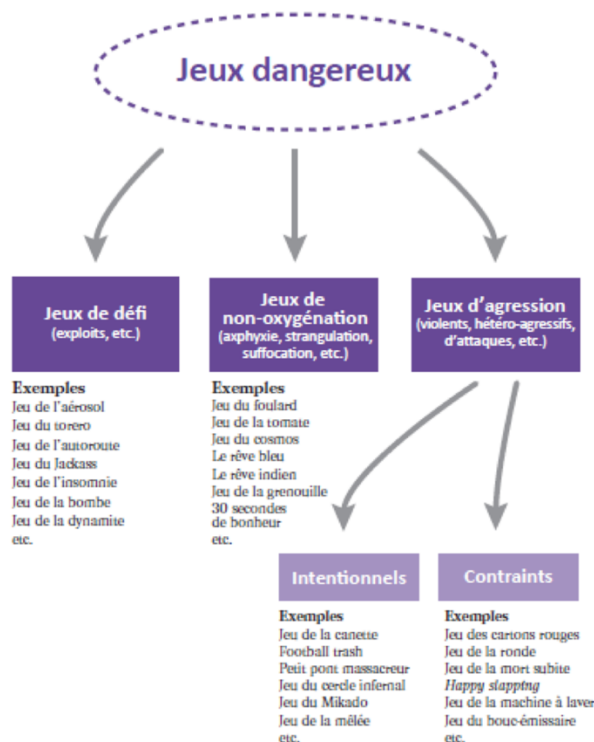 Jeux dangereux
Jeux de défi
(exploits, etc.)
Exemples
Jeu de l'aérosol
Jeu du torero
Jeu de l'autoroute
Jeu du Jackass
Jeu de l'insomnie
Jeu de la bombe
Jeu de la dynamite
etc.
Jeux de
non-oxygénation
(axphyxie, strangulation,
suffocation, etc.)
Exemples
Jeu du foulard
Jeu de la tomate
Jeu du cosmos
Le rêve bleu
Le rêve indien
Jeu de la grenouille
30 secondes
de bonheur
etc.
Jeux d'agression
(violents, hétéro-agressifs,
d'attaques, etc.)
Intentionnels
Exemples
Jeu de la canette
Football trash
Petit pont massacreur
Jeu du cercle infernal
Jeu du Mikado
Jeu de la mêlée
etc.
Contraints
Exemples
Jeu des cartons rouges
Jeu de la ronde
Jeu de la mort subite
Happy slapping
Jeu de la machine à laver
Jeu du bouc-émissaire
etc.